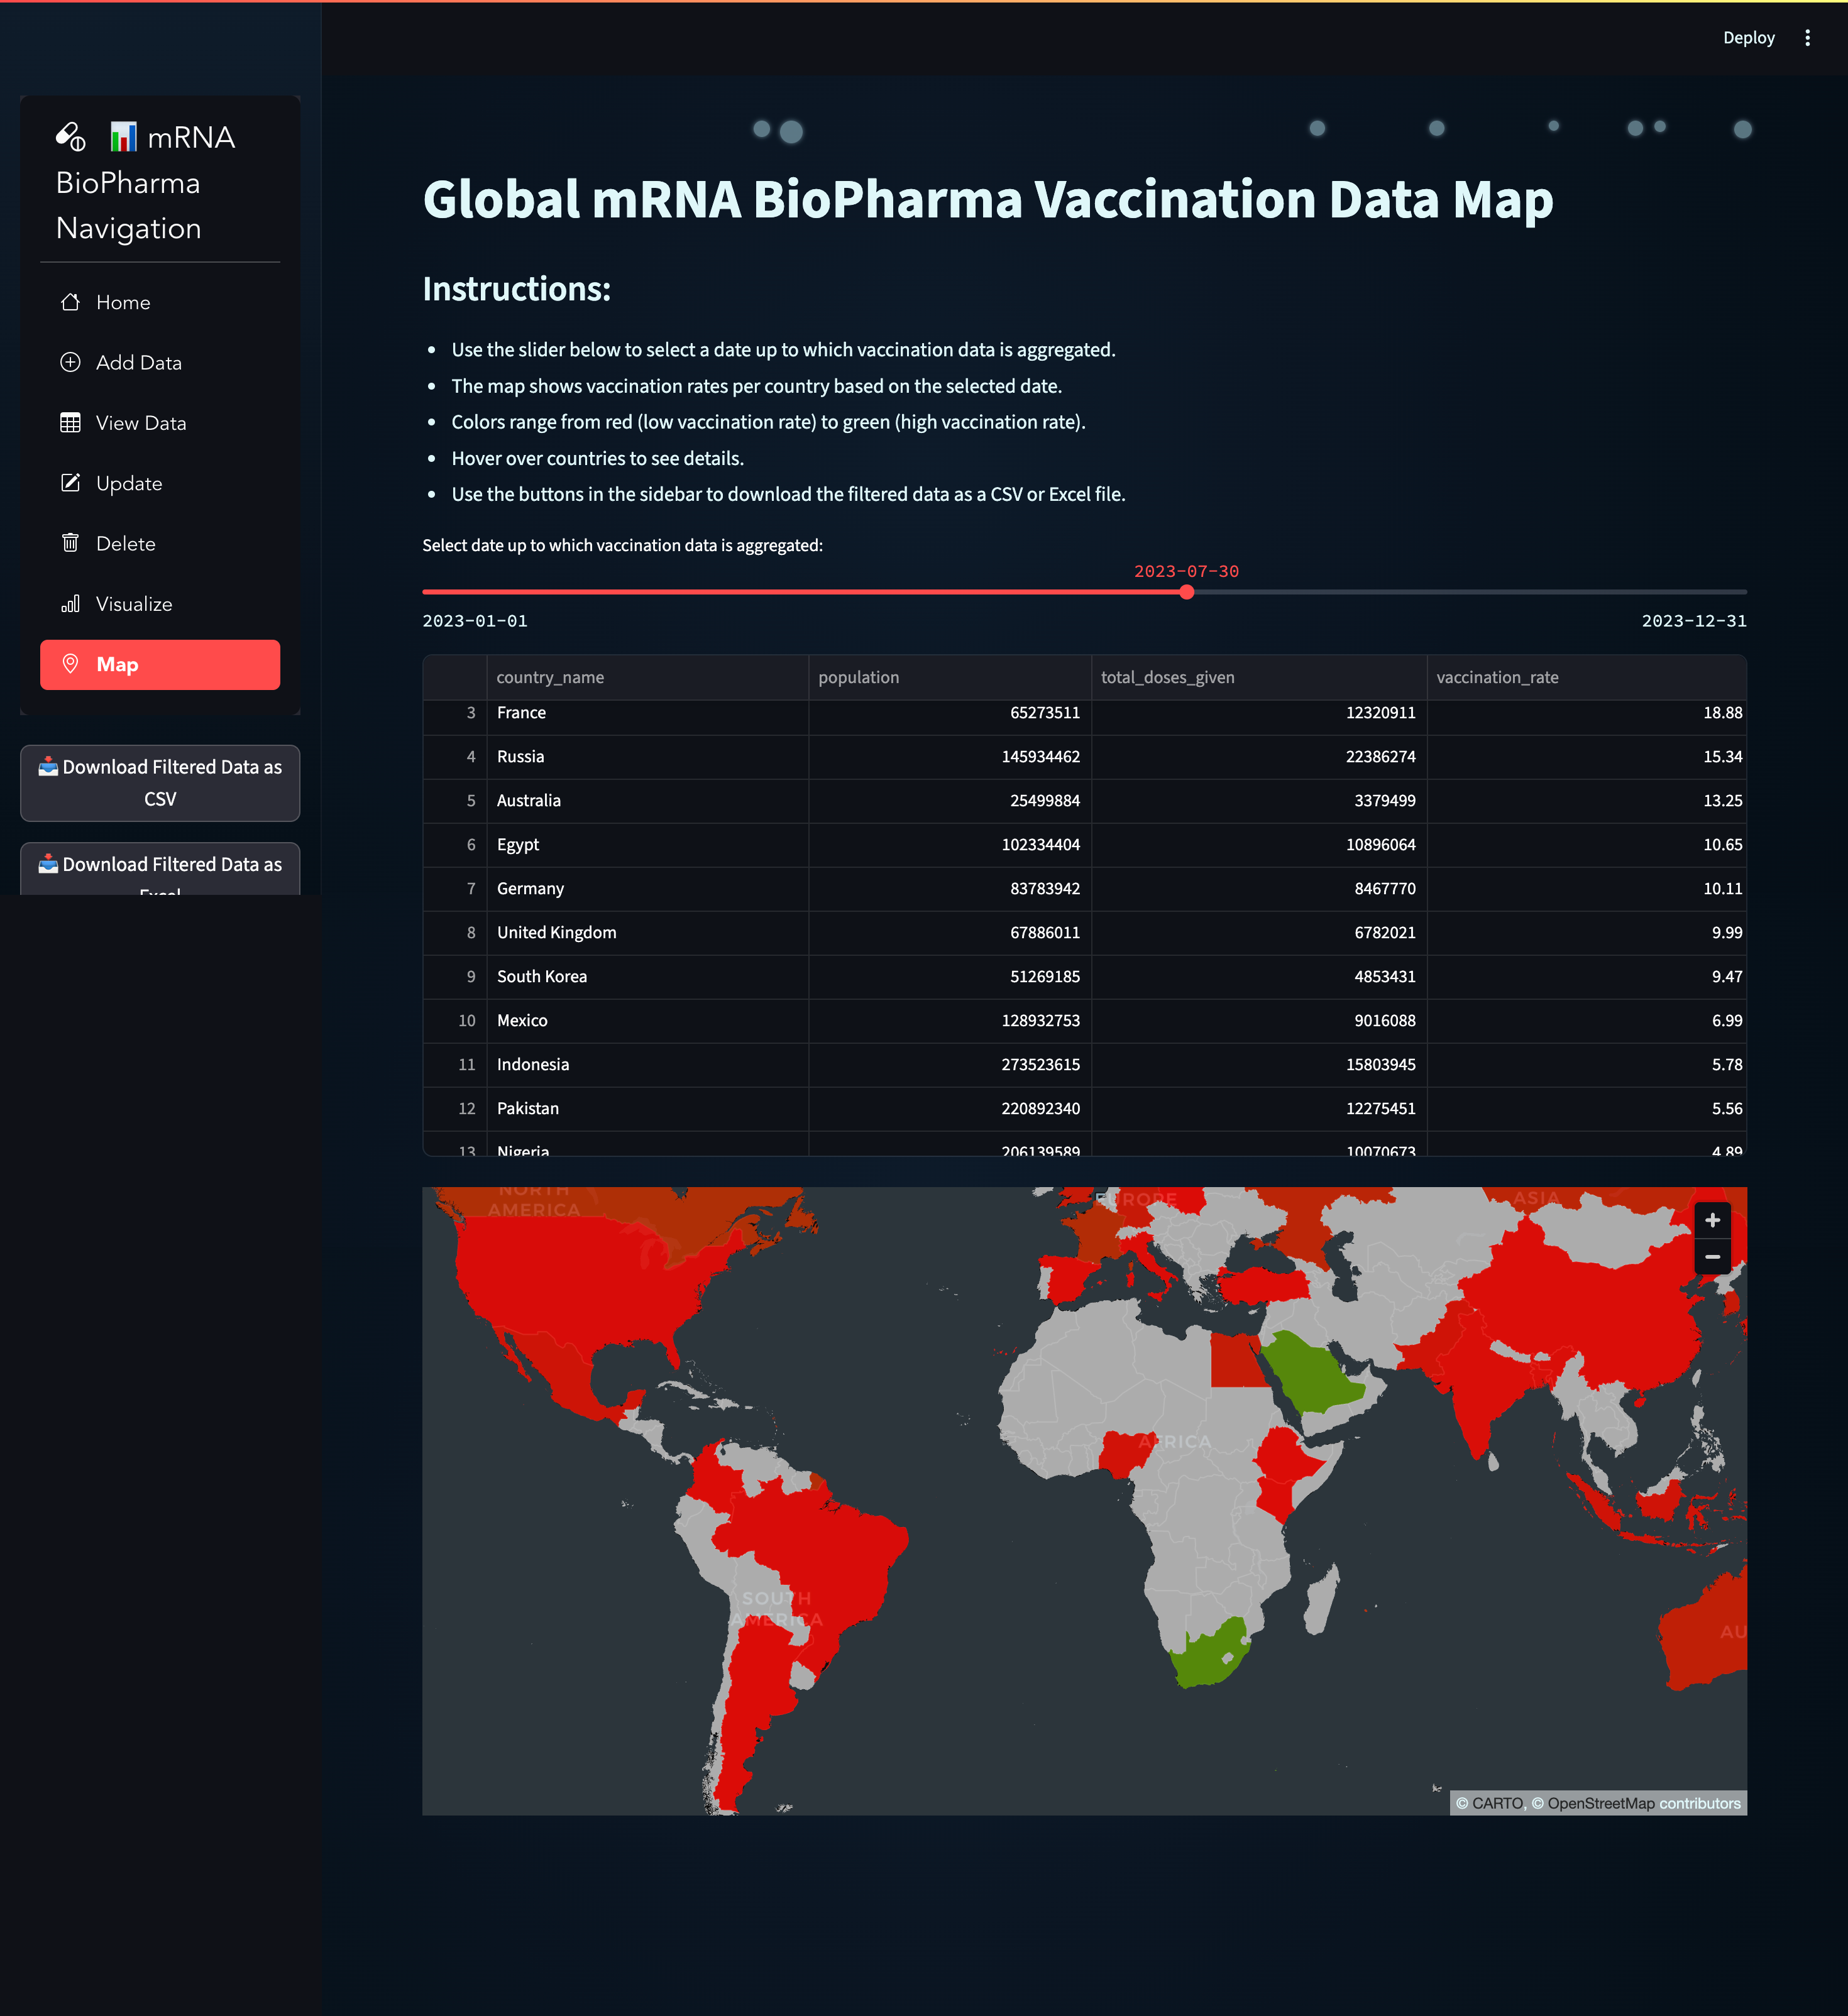 Deploy
mRNA
BioPharma
Navigation
Home
Add Data
View Data
Update
Delete
Visualize
Map
Download Filtered Data as
CSV
Download Filtered Data as
Excel
Global mRNA BioPharma Vaccination Data Map
Instructions:
Use the slider below to select a date up to which vaccination data is aggregated.
The map shows vaccination rates per country based on the selected date.
Colors range from red (low vaccination rate) to green (high vaccination rate).
Hover over countries to see details.
Use the buttons in the sidebar to download the filtered data as a CSV or Excel file.
Select date up to which vaccination data is aggregated:
2023-07-30
2023-01-01 2023-12-31
country_name population total_doses_given vaccination_rate
3 France 65273511 12320911 18.88
4 Russia 145934462 22386274 15.34
5 Australia 25499884 3379499 13.25
6 Egypt 102334404 10896064 10.65
7 Germany 83783942 8467770 10.11
8 United Kingdom 67886011 6782021 9.99
9 South Korea 51269185 4853431 9.47
10 Mexico 128932753 9016088 6.99
11 Indonesia 273523615 15803945 5.78
12 Pakistan 220892340 12275451 5.56
13 Nigeria 206139589 10070673 4.89
NORTH
AMERICA
EUROPE
ASIA
AFRICA
SOUTH
AMERICA
AU
© CARTO, © OpenStreetMap contributors